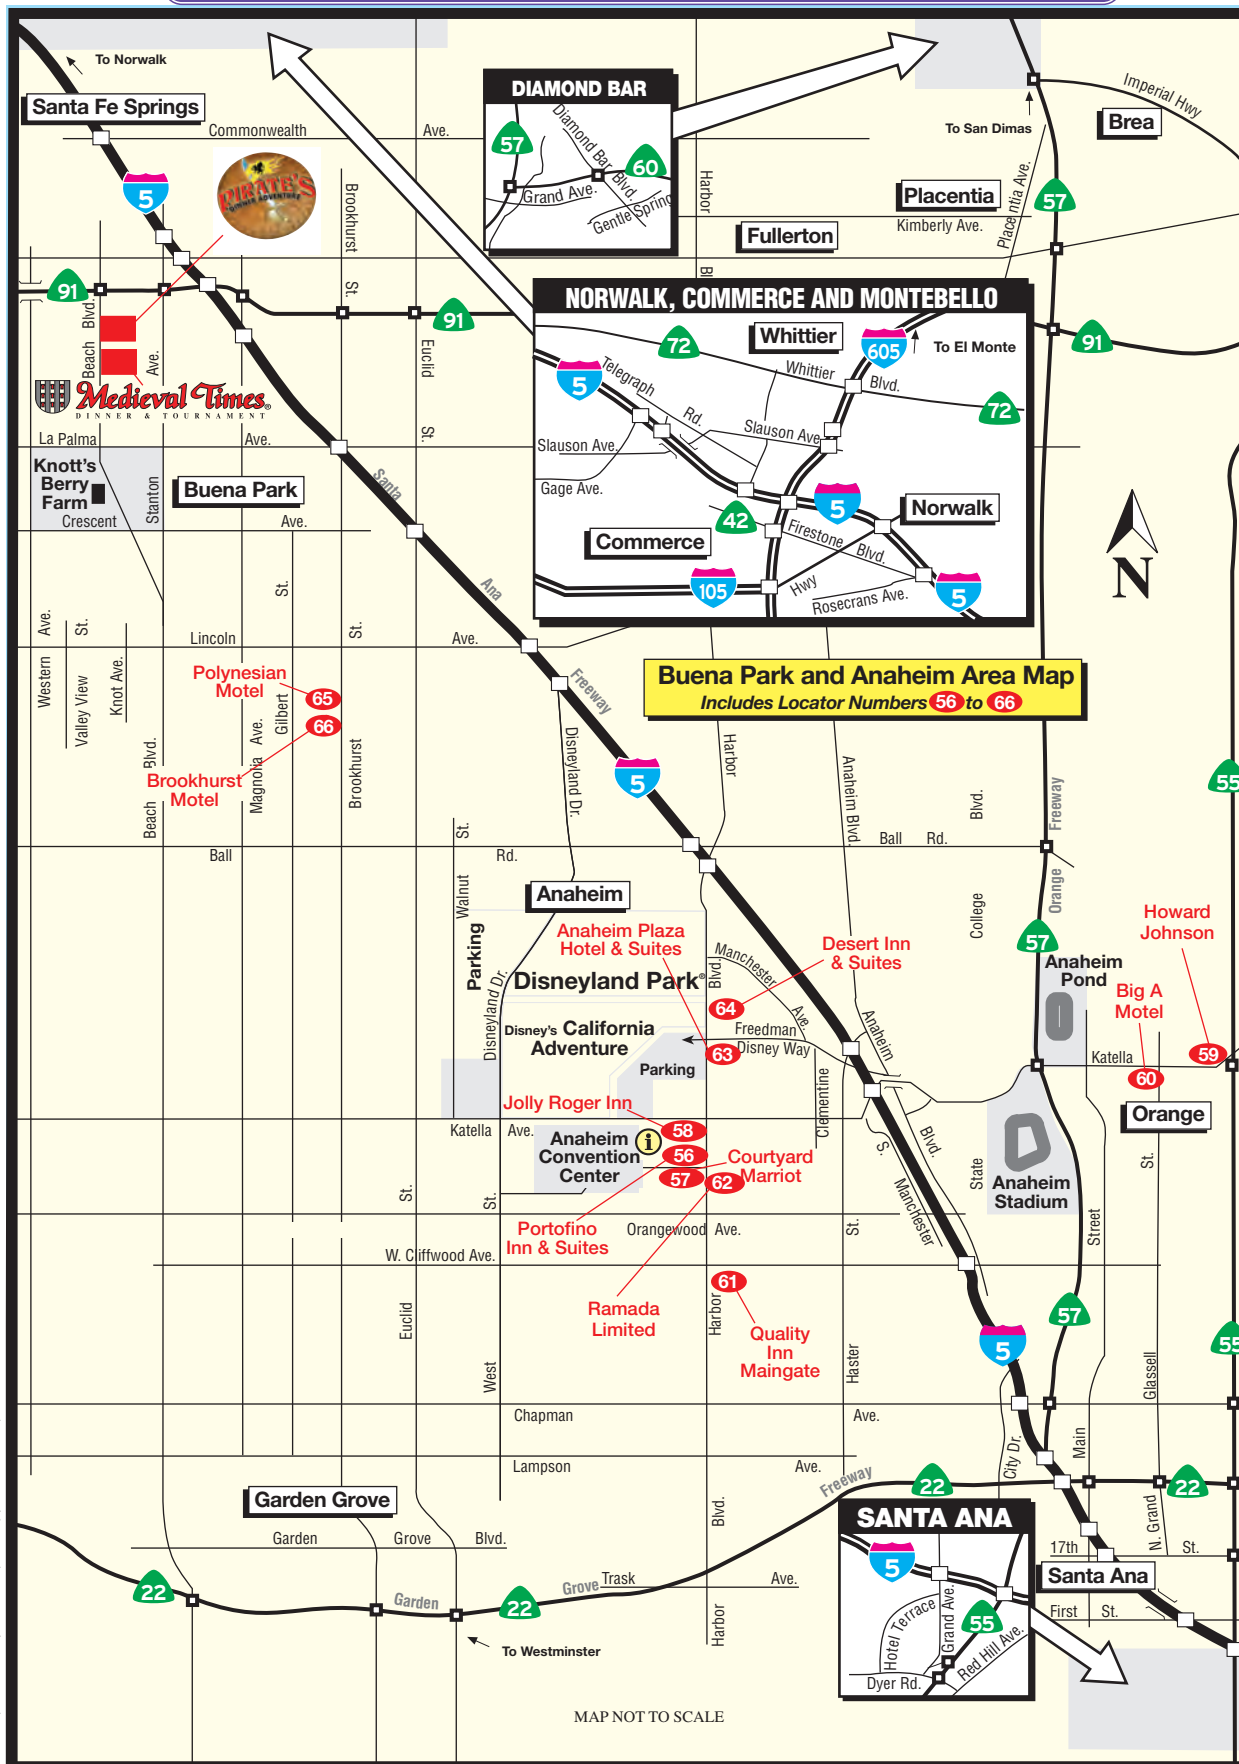 To Norwalk
Santa Fe Springs
Commonwealth Ave.
DIAMOND BAR
57
60
Diamond Bar Blvd.
Grand Ave.
Gentle Spring
Imperial Hwy
To San Dimas
Brea
Placentia
Placentia Ave.
Kimberly Ave.
Fullerton
57
5
PIRATE'S
DINNER ADVENTURE
Brookhurst St.
Harbor Bl
91
91
91
Beach Blvd.
Ave.
Euclid St.
Medieval Times®
DINNER & TOURNAMENT
La Palma Ave.
Knott's
Berry
Farm
Stanton
Buena Park
Crescent Ave.
NORWALK, COMMERCE AND MONTEBELLO
72
Whittier
605
To El Monte
5
Telegraph Rd.
Whittier Blvd.
72
Slauson Ave.
Slauson Ave.
Gage Ave.
5
42
Norwalk
Commerce
Firestone Blvd.
105
Hwy
Rosecrans Ave.
5
N
Santa Ana Freeway
Lincoln Ave.
Western Ave.
Valley View St.
Knot Ave.
Beach Blvd.
Magnolia Ave.
Gilbert St.
Brookhurst St.
Polynesian
Motel
65
66
Brookhurst
Motel
Buena Park and Anaheim Area Map
Includes Locator Numbers 56 to 66
Disneyland Dr.
Harbor
Anaheim Blvd.
5
55
College Blvd.
Orange Freeway
Ball Rd.
Ball Rd.
Walnut St.
Anaheim
Parking
Disneyland Dr.
Anaheim Plaza
Hotel & Suites
Disneyland Park®
Blvd.
Manchester Ave.
Desert Inn
& Suites
64
Disney's California
Adventure
Freedman
Disney Way
63
Parking
Clementine
Anaheim
57
Anaheim
Pond
Howard
Johnson
Big A
Motel
Katella
59
60
Orange
Katella Ave.
Jolly Roger Inn
58
Anaheim
Convention
Center
i
56
57
Courtyard
Marriot
62
Blvd.
S. Manchester
State
Anaheim
Stadium
Street
St.
St.
St.
St.
Portofino
Inn & Suites
Orangewood Ave.
W. Cliffwood Ave.
61
Ramada
Limited
Harbor
Quality
Inn
Maingate
Euclid
West
Haster
5
57
55
Glassell
Chapman Ave.
City Dr.
Main
Lampson Ave.
Garden Grove
Freeway
22
22
N. Grand
Blvd.
Garden Grove Blvd.
SANTA ANA
5
Hotel Terrace
Grand Ave.
55
Red Hill Ave.
Dyer Rd.
17th St.
Santa Ana
First St.
22
Garden
22
Grove
Trask Ave.
Harbor
To Westminster
MAP NOT TO SCALE